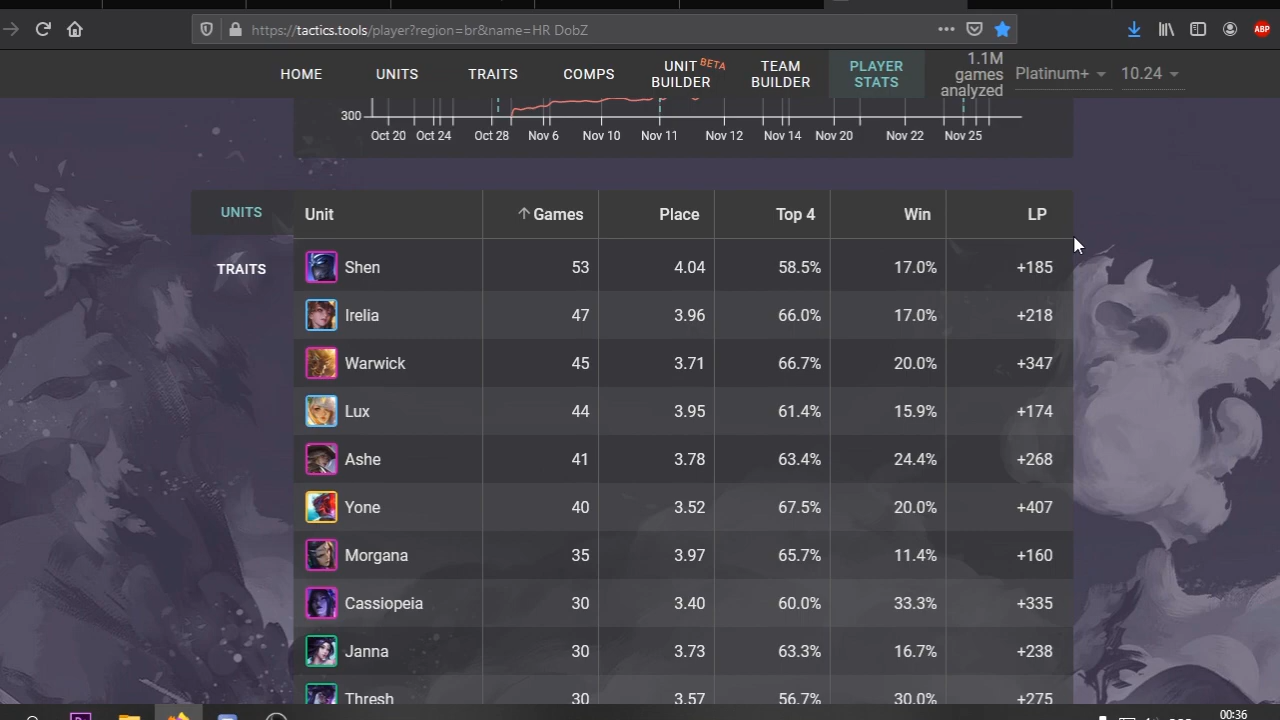 https://tactics.tools/player?region=br&name=HR DobZ
ABP
HOME
UNITS
TRAITS
COMPS
UNIT BETA
BUILDER
TEAM
BUILDER
PLAYER
STATS
1.1M
games
analyzed
Platinum+
10.24
300
Oct 20 Oct 24 Oct 28 Nov 6 Nov 10 Nov 11 Nov 12 Nov 14 Nov 20 Nov 22 Nov 25
UNITS
TRAITS
Unit Games Place Top 4 Win LP
Shen 53 4.04 58.5% 17.0% +185
Irelia 47 3.96 66.0% 17.0% +218
Warwick 45 3.71 66.7% 20.0% +347
Lux 44 3.95 61.4% 15.9% +174
Ashe 41 3.78 63.4% 24.4% +268
Yone 40 3.52 67.5% 20.0% +407
Morgana 35 3.97 65.7% 11.4% +160
Cassiopeia 30 3.40 60.0% 33.3% +335
Janna 30 3.73 63.3% 16.7% +238
Thresh 30 3.57 56.7% 30.0% +275
00:36